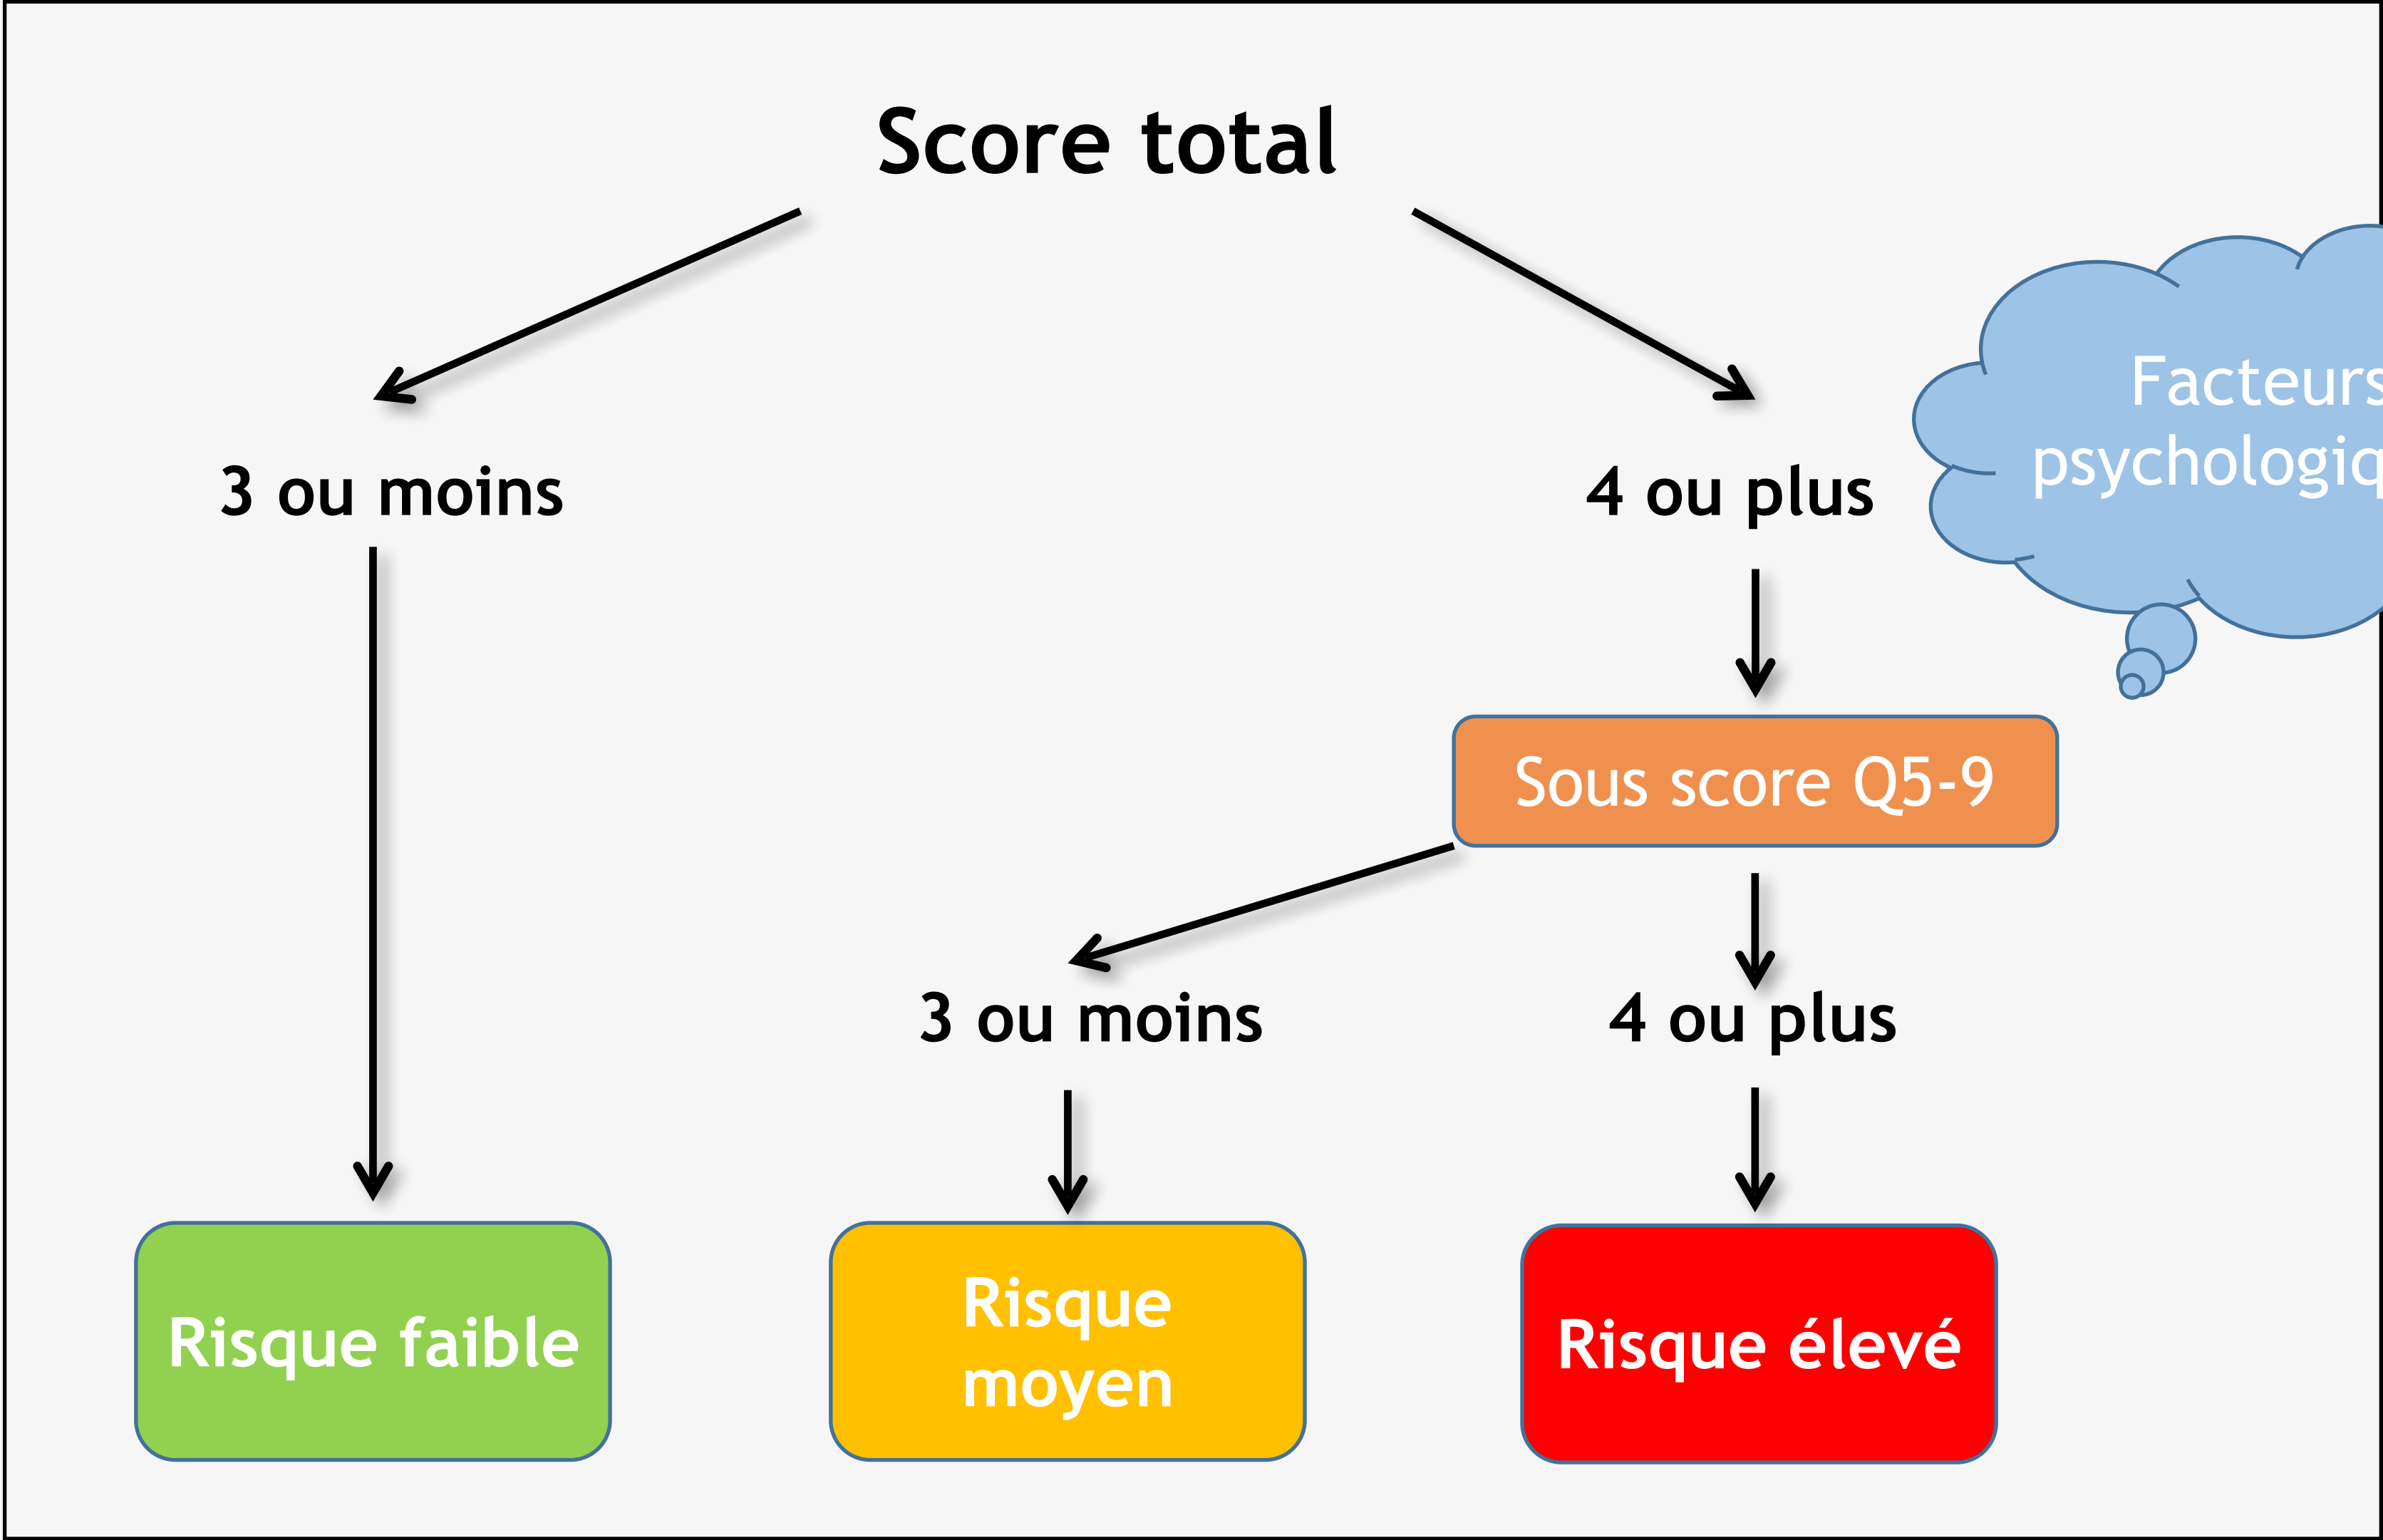 Score total
3 ou moins
4 ou plus
Facteurs
Sous score Q5-9
3 ou moins
4 ou plus
Risque faible
Risque
moyen
Risque élevé